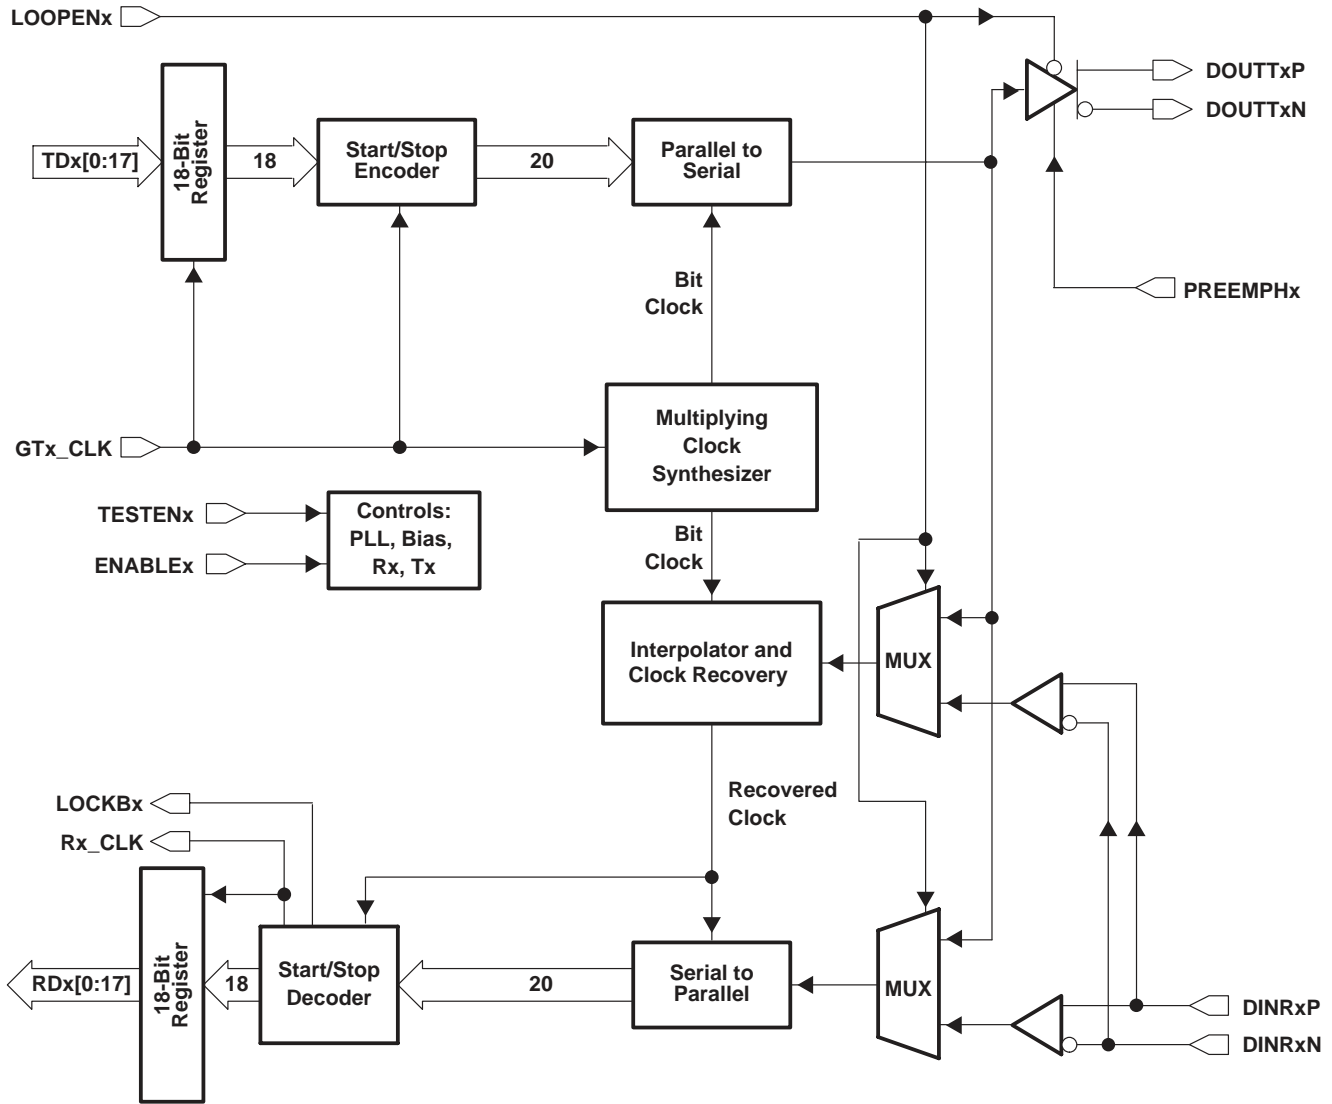 LOOPENx
DOUTTxP
DOUTTxN
TDx[0:17]
18-Bit
Register
18
Start/Stop
Encoder
20
Parallel to
Serial
Bit
Clock
PREEMPHx
GTx_CLK
Multiplying
Clock
Synthesizer
TESTENx
ENABLEx
Controls:
PLL, Bias,
Rx, Tx
Bit
Clock
Interpolator and
Clock Recovery
MUX
Recovered
Clock
LOCKBx
Rx_CLK
RDx[0:17]
18-Bit
Register
18
Start/Stop
Decoder
20
Serial to
Parallel
MUX
DINRxP
DINRxN